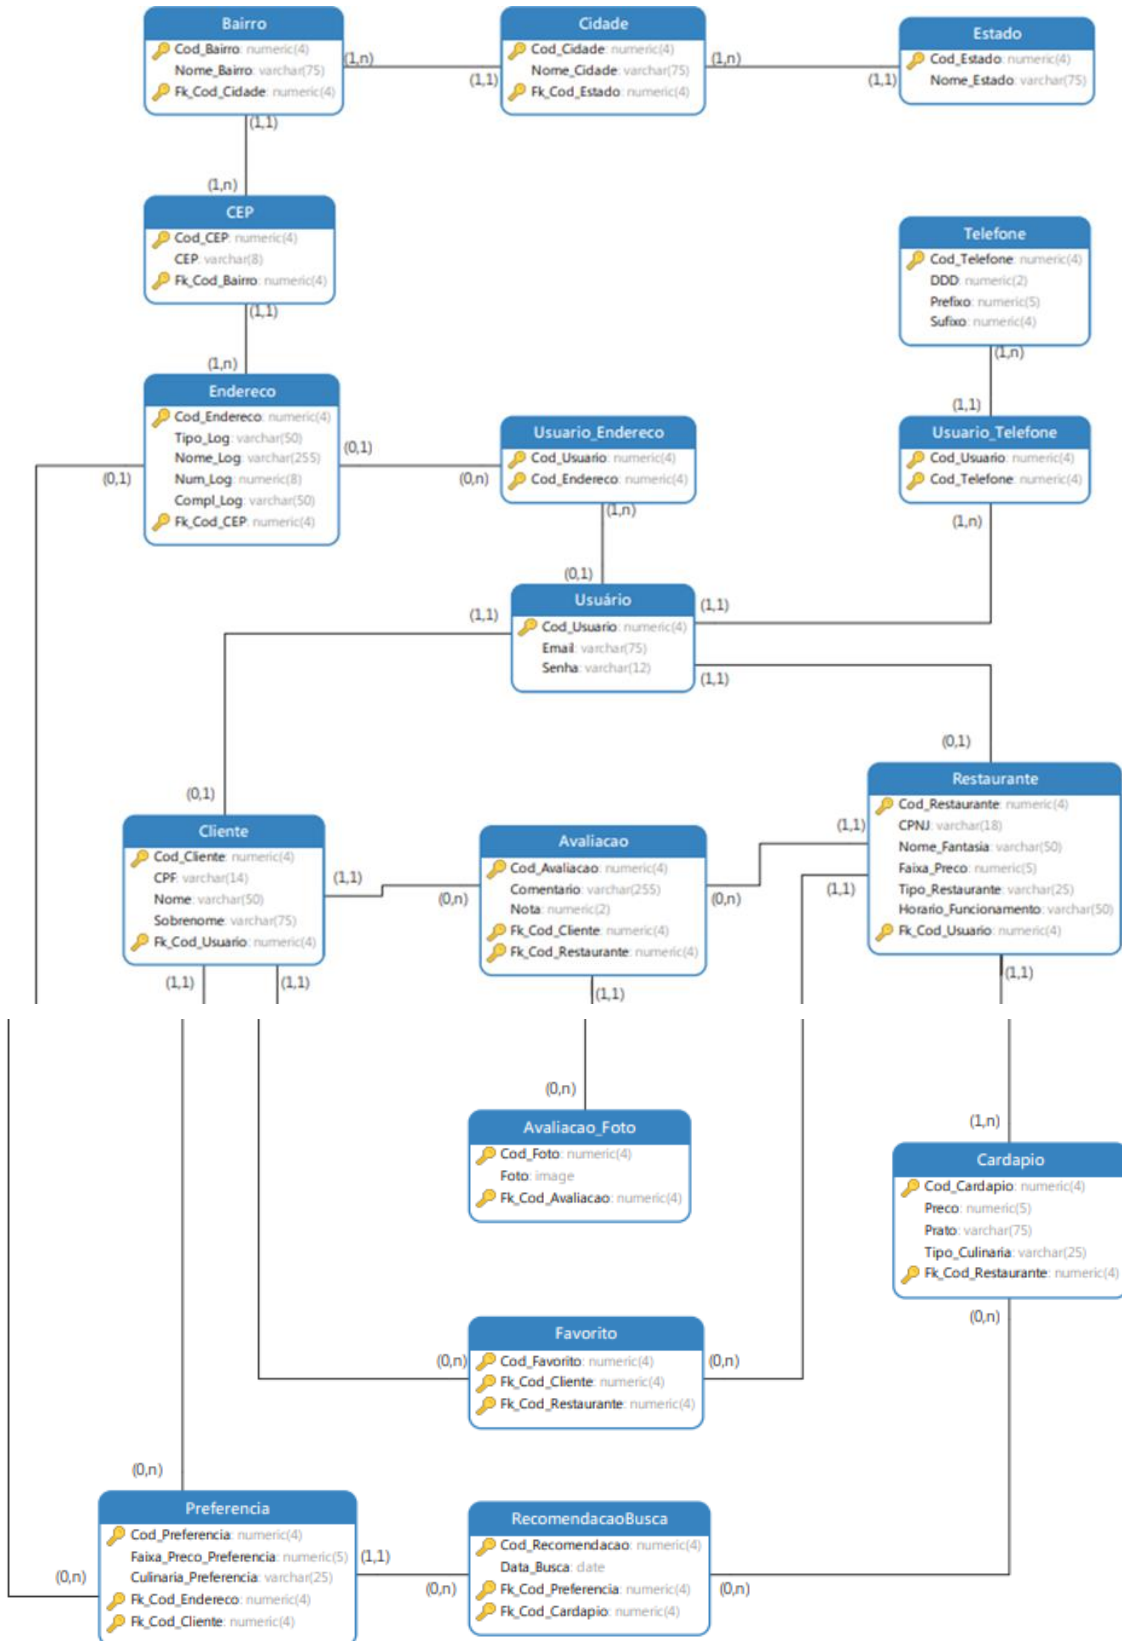 Bairro
Cod_Bairro: numeric(4)
Nome_Bairro: varchar(75)
Fk_Cod_Cidade: numeric(4)
(1,n)
(1,1)
Cidade
Cod_Cidade: numeric(4)
Nome_Cidade: varchar(75)
Fk_Cod_Estado: numeric(4)
(1,n)
(1,1)
Estado
Cod_Estado: numeric(4)
Nome_Estado: varchar(75)
(1,1)
(1,n)
CEP
Cod_CEP: numeric(4)
CEP: varchar(8)
Fk_Cod_Bairro: numeric(4)
(1,1)
(1,n)
Telefone
Cod_Telefone: numeric(4)
DDD: numeric(2)
Prefixo: numeric(5)
Sufixo: numeric(4)
(1,n)
(1,1)
Endereco
Cod_Endereco: numeric(4)
Tipo_Log: varchar(50)
Nome_Log: varchar(255)
Num_Log: numeric(8)
Compl_Log: varchar(50)
Fk_Cod_CEP: numeric(4)
(0,1)
(0,1)
(0,n)
Usuario_Endereco
Cod_Usuario: numeric(4)
Cod_Endereco: numeric(4)
(1,n)
(0,1)
Usuario_Telefone
Cod_Usuario: numeric(4)
Cod_Telefone: numeric(4)
(1,n)
Usuário
Cod_Usuario: numeric(4)
Email: varchar(75)
Senha: varchar(12)
(1,1)
(1,1)
(1,1)
(0,1)
(0,1)
Cliente
Cod_Cliente: numeric(4)
CPF: varchar(14)
Nome: varchar(50)
Sobrenome: varchar(75)
Fk_Cod_Usuario: numeric(4)
(1,1)
(0,n)
(1,1)
(1,1)
Avaliacao
Cod_Avaliacao: numeric(4)
Comentario: varchar(255)
Nota: numeric(2)
Fk_Cod_Cliente: numeric(4)
Fk_Cod_Restaurante: numeric(4)
(0,n)
(1,1)
(1,1)
(1,1)
Restaurante
Cod_Restaurante: numeric(4)
CPNJ: varchar(18)
Nome_Fantasia: varchar(50)
Faixa_Preco: numeric(5)
Tipo_Restaurante: varchar(25)
Horario_Funcionamento: varchar(50)
Fk_Cod_Usuario: numeric(4)
(1,1)
(0,n)
Avaliacao_Foto
Cod_Foto: numeric(4)
Foto: image
Fk_Cod_Avaliacao: numeric(4)
(1,n)
Cardapio
Cod_Cardapio: numeric(4)
Preco: numeric(5)
Prato: varchar(75)
Tipo_Culinaria: varchar(25)
Fk_Cod_Restaurante: numeric(4)
(0,n)
Favorito
Cod_Favorito: numeric(4)
Fk_Cod_Cliente: numeric(4)
Fk_Cod_Restaurante: numeric(4)
(0,n)
(0,n)
(0,n)
Preferencia
Cod_Preferencia: numeric(4)
Faixa_Preco_Preferencia: numeric(5)
Culinaria_Preferencia: varchar(25)
Fk_Cod_Endereco: numeric(4)
Fk_Cod_Cliente: numeric(4)
(0,n)
(1,1)
(0,n)
RecomendacaoBusca
Cod_Recomendacao: numeric(4)
Data_Busca: date
Fk_Cod_Preferencia: numeric(4)
Fk_Cod_Cardapio: numeric(4)
(0,n)